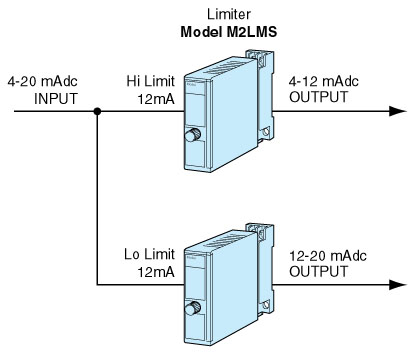 Limiter
Model M2LMS
4-20 mAdc
INPUT
Hi Limit
12mA
4-12 mAdc
OUTPUT
Lo Limit
12mA
12-20 mAdc
OUTPUT